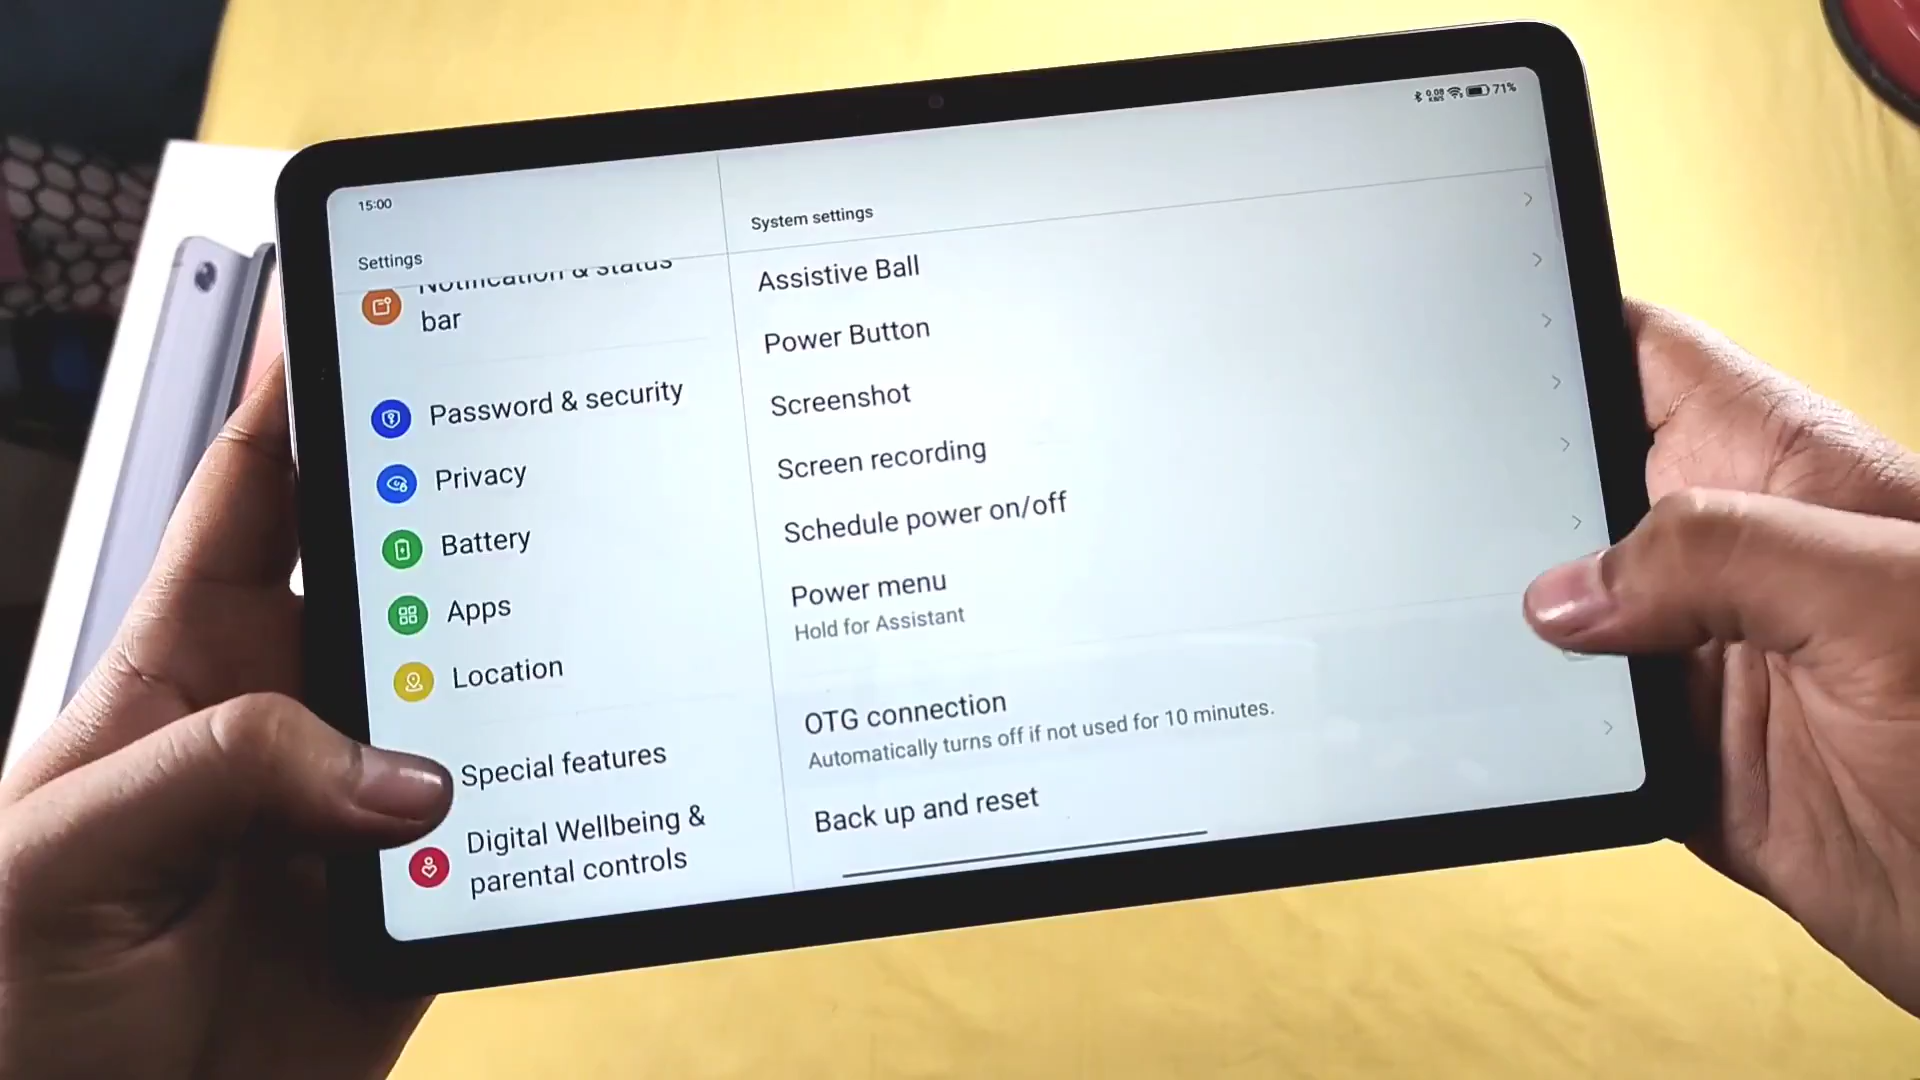 15:00
71%
Settings
Notification & status
bar
Password & security
Privacy
Battery
Apps
Location
Special features
Digital Wellbeing &
parental controls
System settings
Assistive Ball
Power Button
Screenshot
Screen recording
Schedule power on/off
Power menu
Hold for Assistant
OTG connection
Automatically turns off if not used for 10 minutes.
Back up and reset